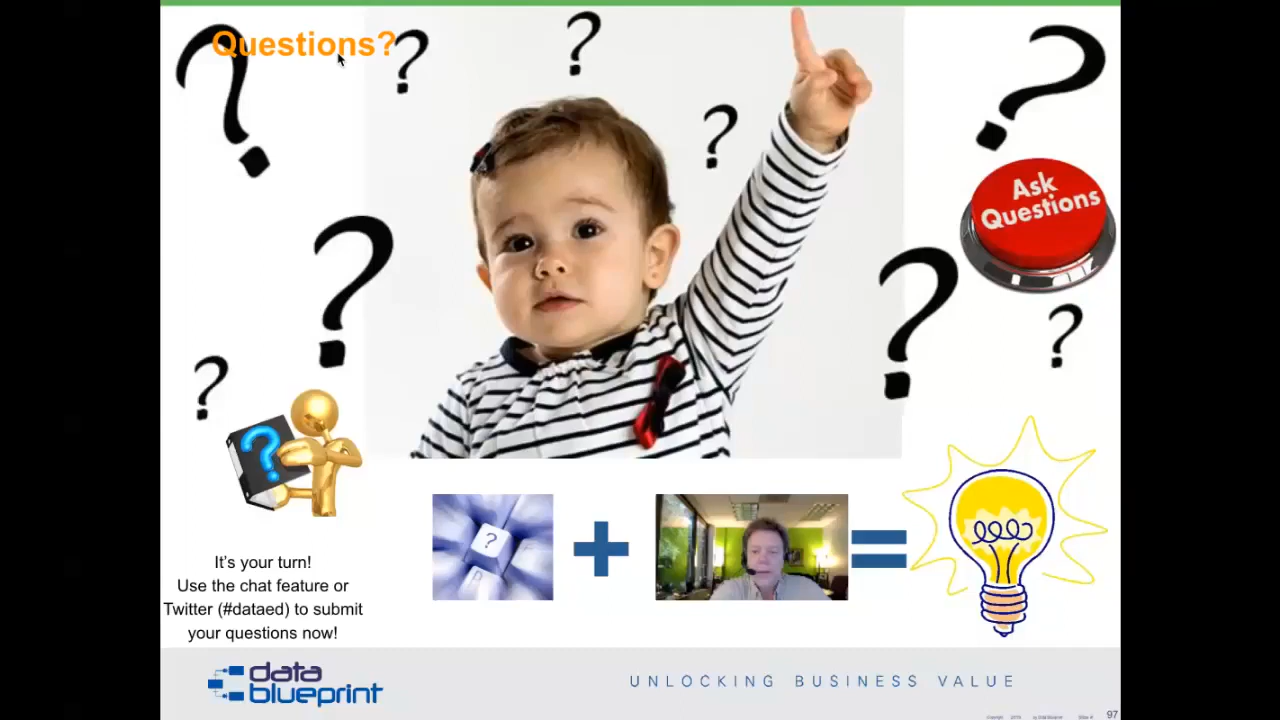 Questions?
Ask
Questions
It's your turn!
Use the chat feature or
Twitter (#dataed) to submit
your questions now!
data
blueprint
UNLOCKING BUSINESS VALUE
97